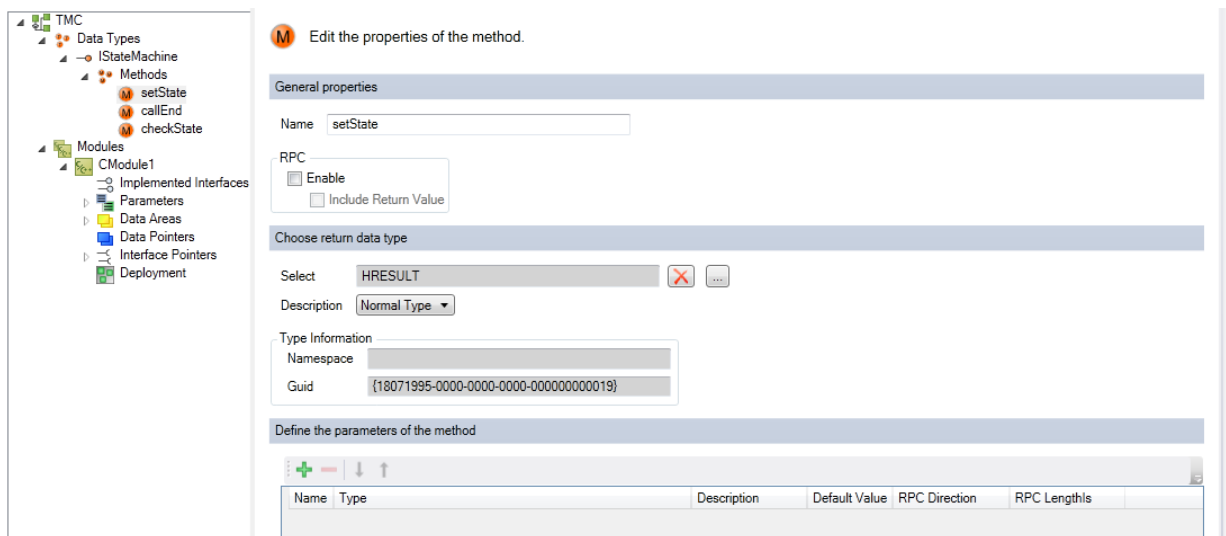 TMC
Data Types
IStateMachine
Methods
setState
callEnd
checkState
Modules
CModule1
Implemented Interfaces
Parameters
Data Areas
Data Pointers
Interface Pointers
Deployment
M Edit the properties of the method.
General properties
Name setState
RPC
Enable
Include Return Value
Choose return data type
Select HRESULT ...
Description Normal Type
Type Information
Namespace
Guid {18071995-0000-0000-0000-000000000019}
Define the parameters of the method
Name Type Description Default Value RPC Direction RPC LengthIs